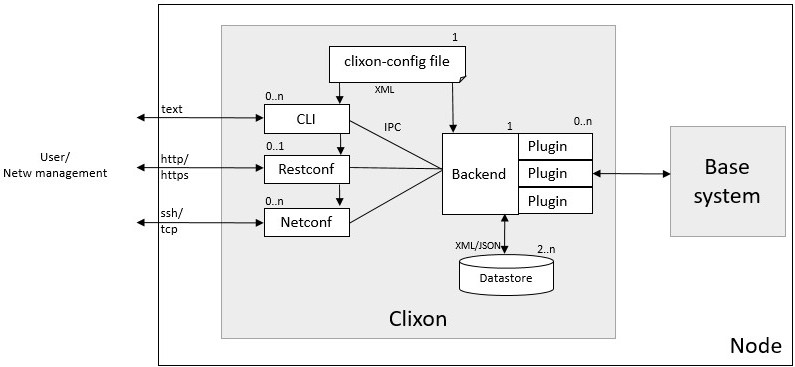 1
clixon-config file
XML
0..n
CLI
text
IPC
0..1
Restconf
http/
https
User/
Netw management
0..n
Netconf
ssh/
tcp
1
0..n
Backend
Plugin
Plugin
Plugin
Base
system
XML/JSON
2..n
Datastore
Clixon
Node